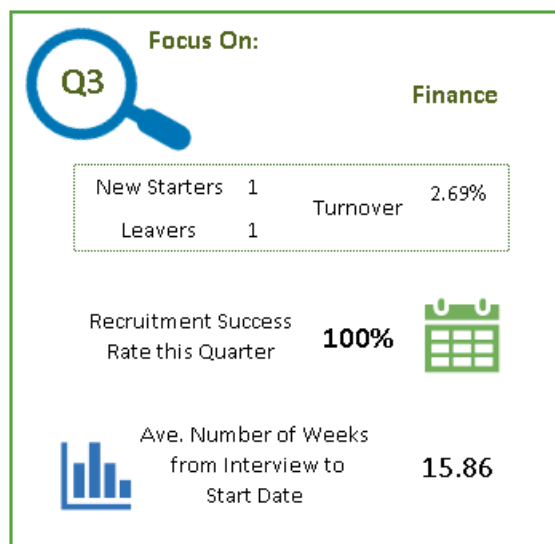 Focus On:
Q3
Finance
New Starters 1
Turnover 2.69%
Leavers 1
Recruitment Success
Rate this Quarter
100%
Ave. Number of Weeks
from Interview to
Start Date
15.86